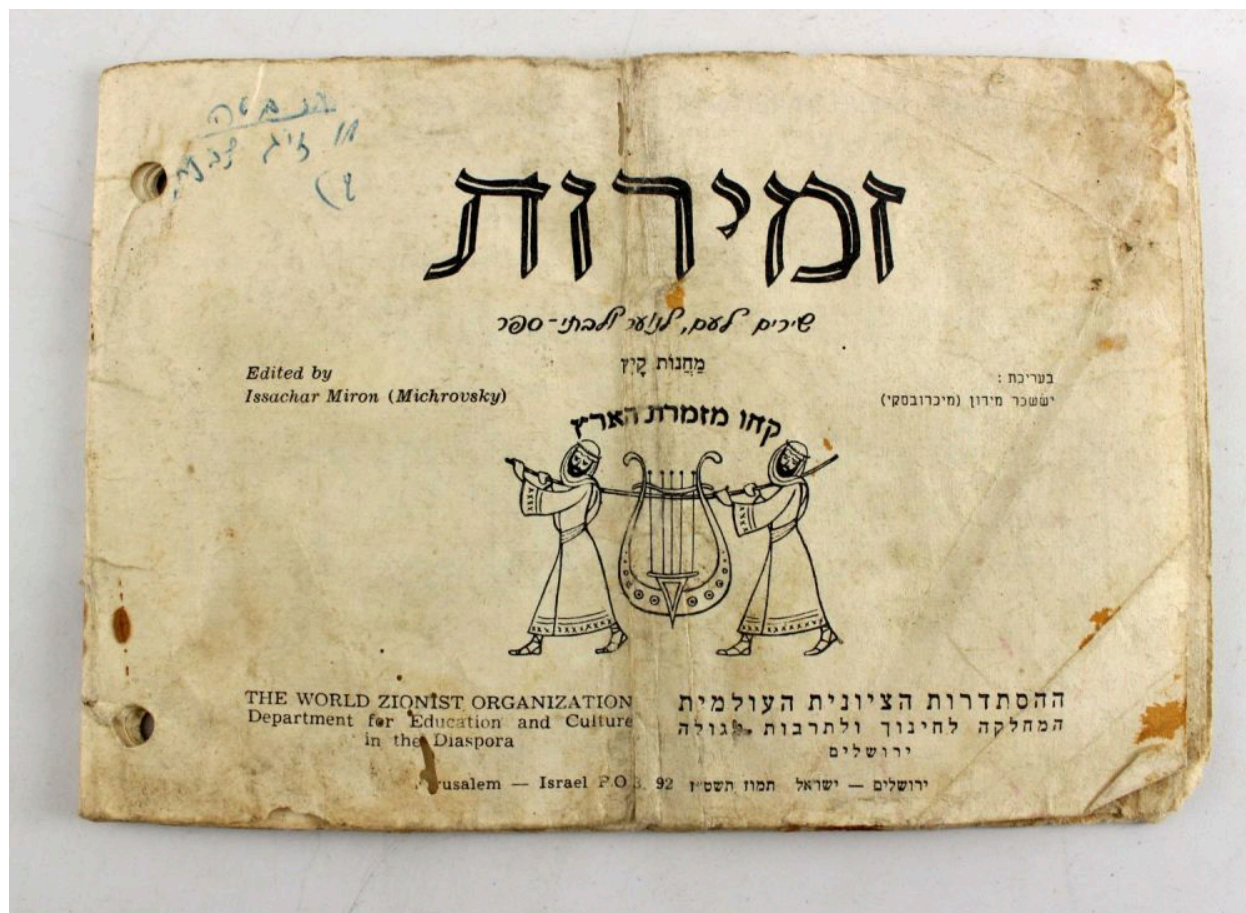 זמירות
שירים לעם, לנוער ולבתי-ספר
מַחֲנוֹת קַיִץ
Edited by
Issachar Miron (Michrovsky)
בעריכת :
יששכר מירון (מיכרובסקי)
קחו מזמרת הארץ
THE WORLD ZIONIST ORGANIZATION
Department for Education and Culture
in the Diaspora
ההסתדרות הציונית העולמית
המחלקה לחינוך ולתרבות בגולה
ירושלים
Jerusalem — Israel P.O.B. 92
ירושלים — ישראל תמוז תשט"ז